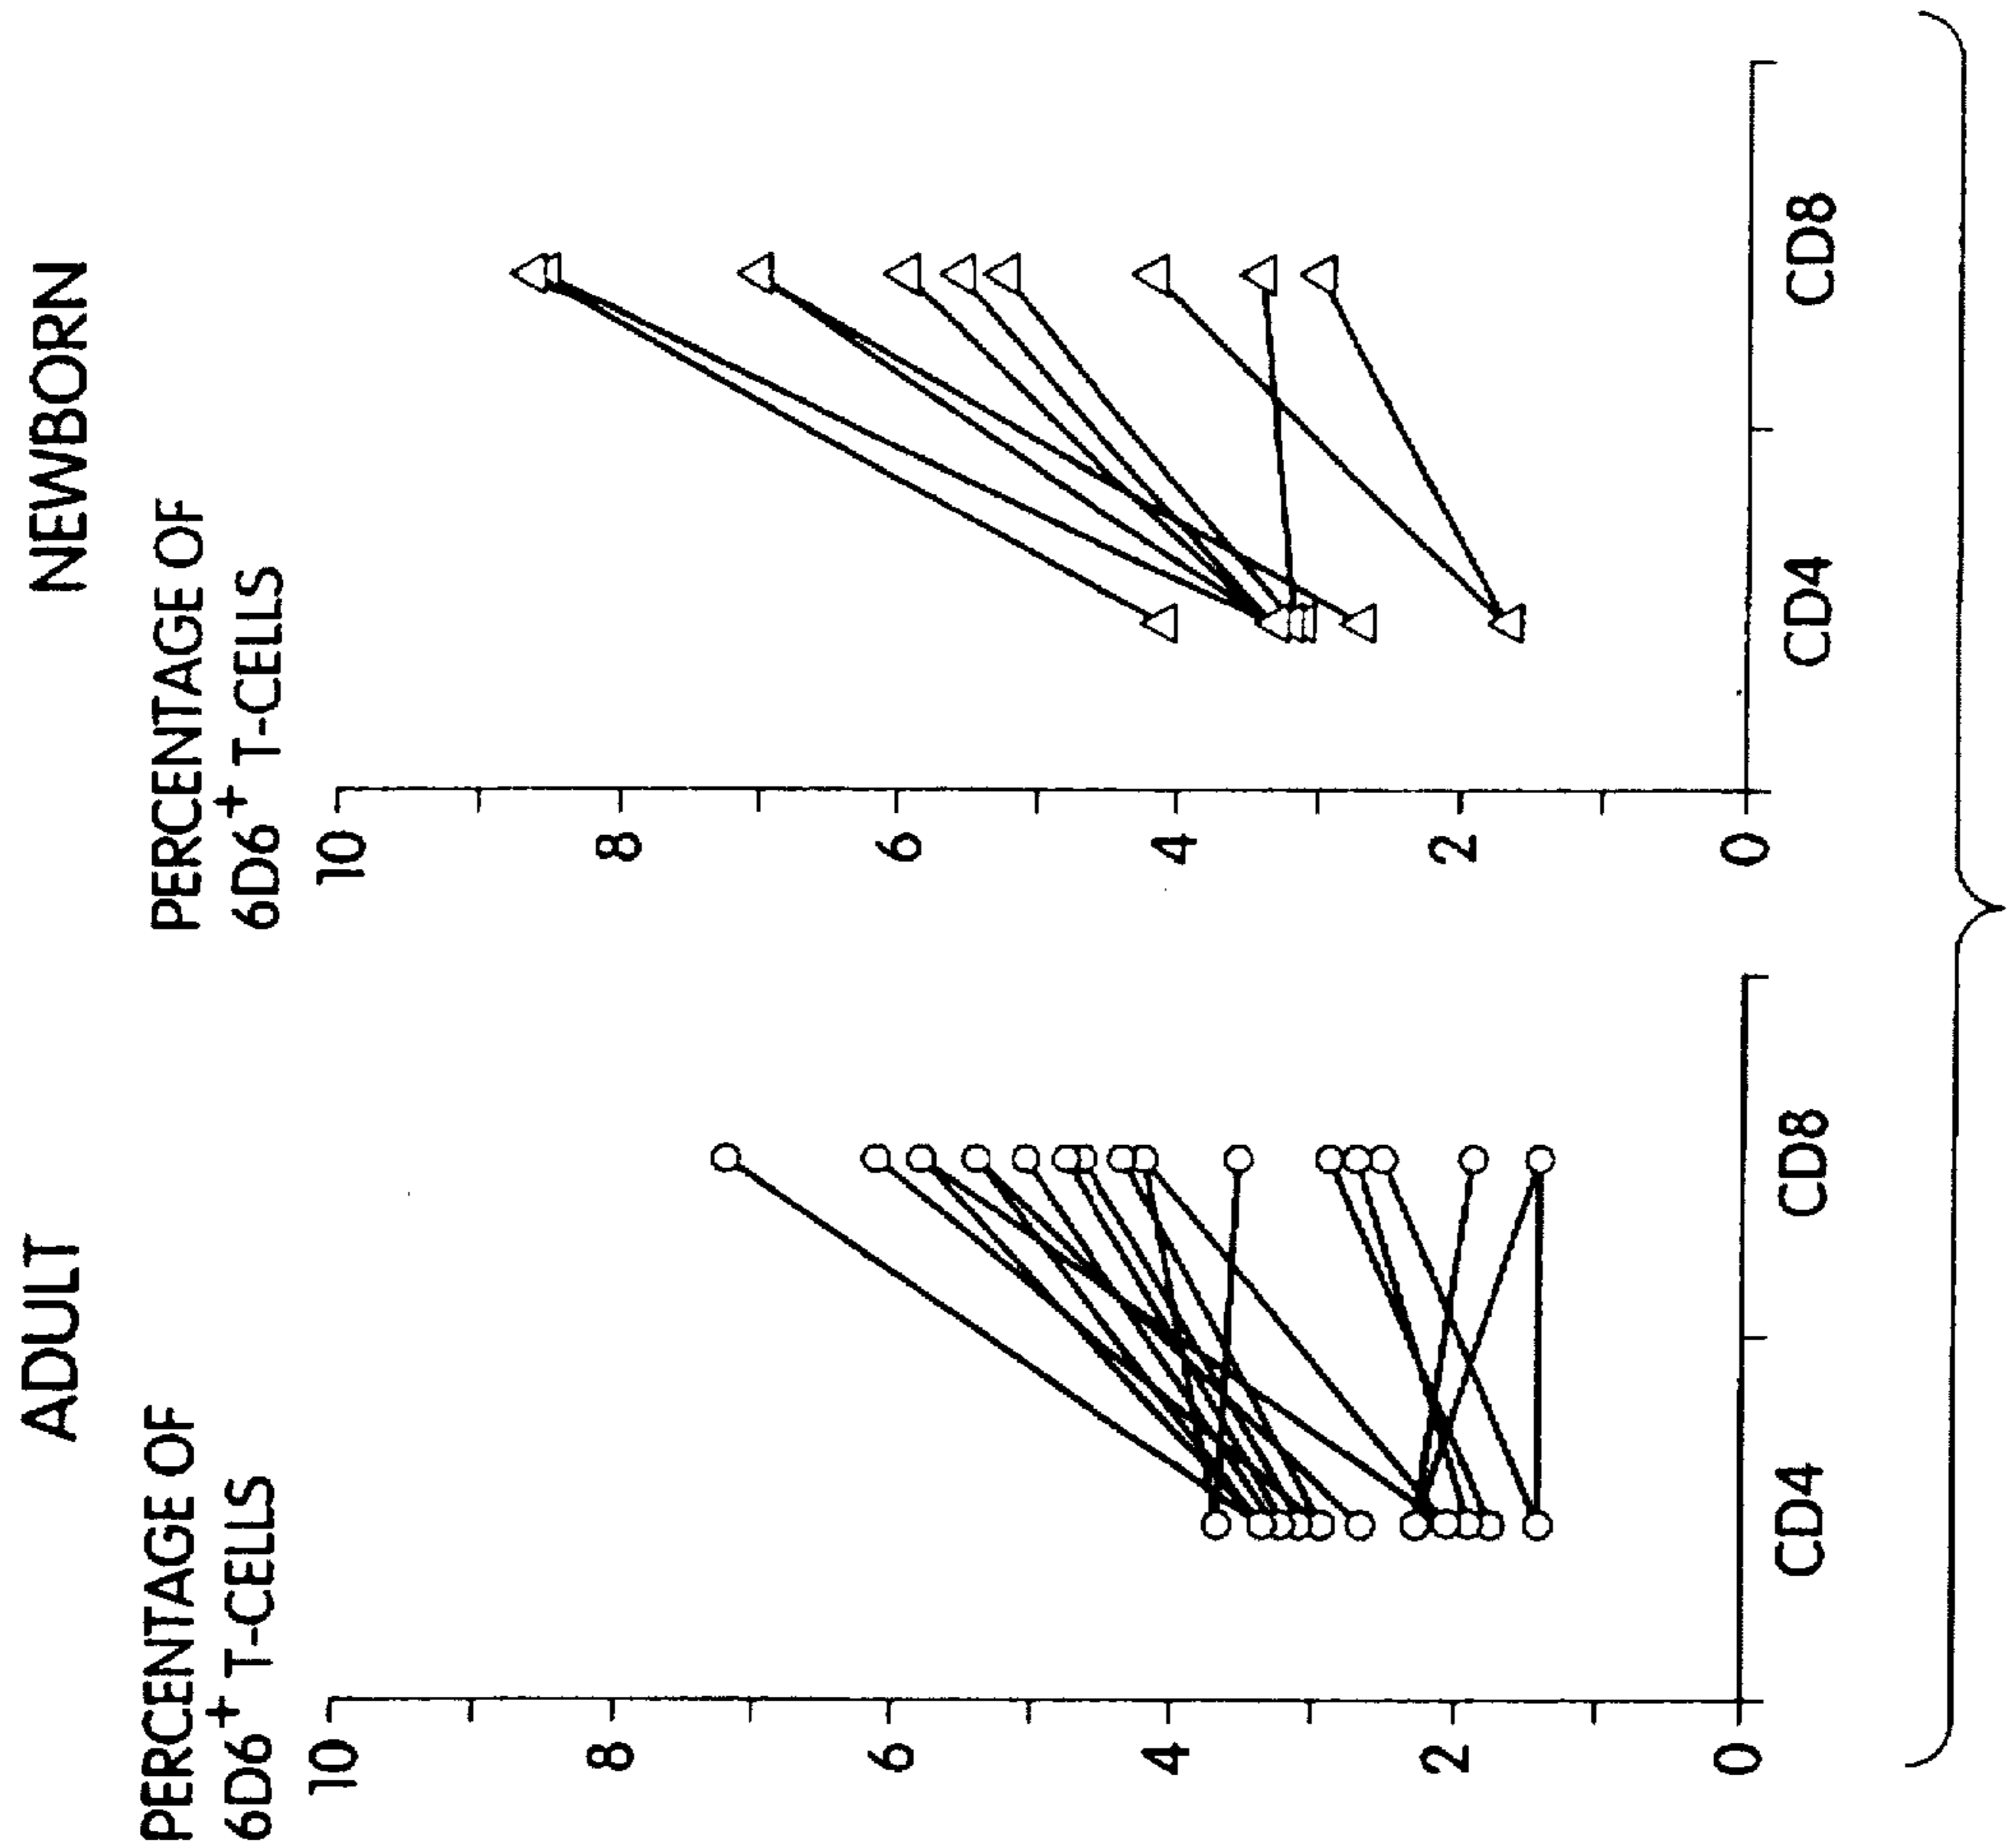 ADULT
PERCENTAGE OF
6D6+ T-CELLS
10
8
6
4
2
0
CD4 CD8
NEWBORN
PERCENTAGE OF
6D6+ T-CELLS
10
8
6
4
2
0
CD4 CD8